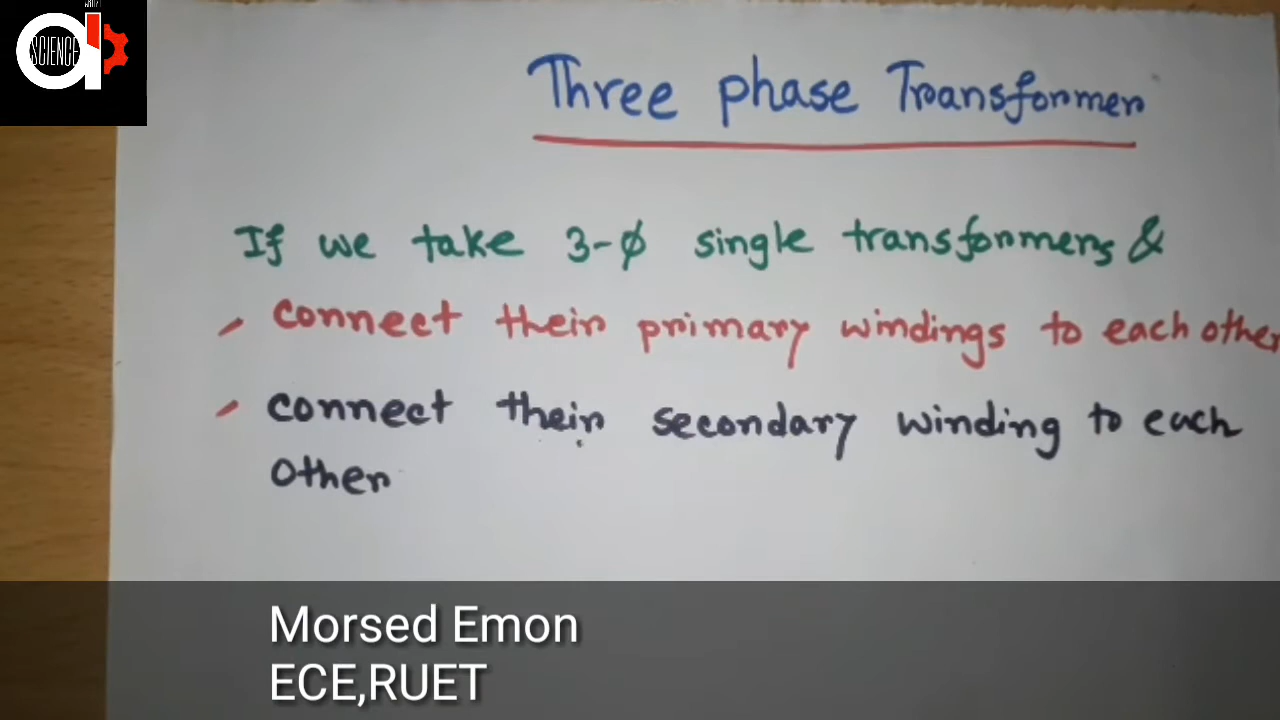 SCIENCE
Three phase Transformer
If we take 3-φ single transformers &
connect their primary windings to each other
connect their secondary winding to each
other
Morsed Emon
ECE,RUET